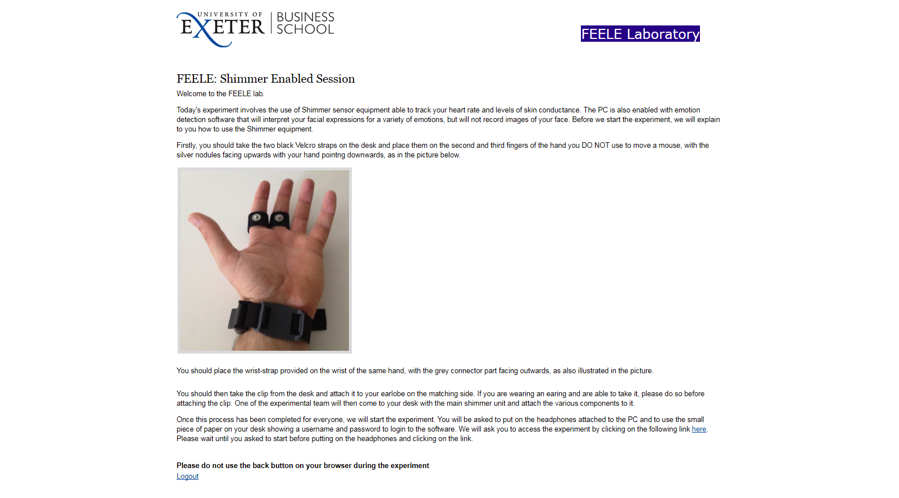 UNIVERSITY OF
EXETER
BUSINESS
SCHOOL
FEELE Laboratory
FEELE: Shimmer Enabled Session
Welcome to the FEELE lab.
Today's experiment involves the use of Shimmer sensor equipment able to track your heart rate and levels of skin conductance. The PC is also enabled with emotion
detection software that will interpret your facial expressions for a variety of emotions, but will not record images of your face. Before we start the experiment, we will explain
to you how to use the Shimmer equipment.
Firstly, you should take the two black Velcro straps on the desk and place them on the second and third fingers of the hand you DO NOT use to move a mouse, with the
silver nodules facing upwards with your hand pointng downwards, as in the picture below.
You should place the wrist-strap provided on the wrist of the same hand, with the grey connector part facing outwards, as also illustrated in the picture.
You should then take the clip from the desk and attach it to your earlobe on the matching side. If you are wearing an earing and are able to take it, please do so before
attaching the clip. One of the experimental team will then come to your desk with the main shimmer unit and attach the various components to it.
Once this process has been completed for everyone, we will start the experiment. You will be asked to put on the headphones attached to the PC and to use the small
piece of paper on your desk showing a username and password to login to the software. We will ask you to access the experiment by clicking on the following link here.
Please wait until you asked to start before putting on the headphones and clicking on the link.
Please do not use the back button on your browser during the experiment
Logout